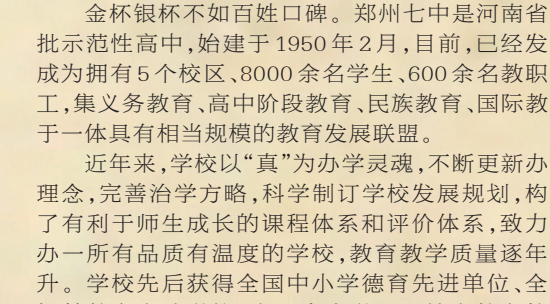 金杯银杯不如百姓口碑。郑州七中是河南省
批示范性高中，始建于1950年2月，目前，已经发
成为拥有5个校区、8000余名学生、600余名教职
工，集义务教育、高中阶段教育、民族教育、国际教
于一体具有相当规模的教育发展联盟。
近年来，学校以“真”为办学灵魂，不断更新办
理念，完善治学方略，科学制订学校发展规划，构
了有利于师生成长的课程体系和评价体系，致力
办一所有品质有温度的学校，教育教学质量逐年
升。学校先后获得全国中小学德育先进单位、全